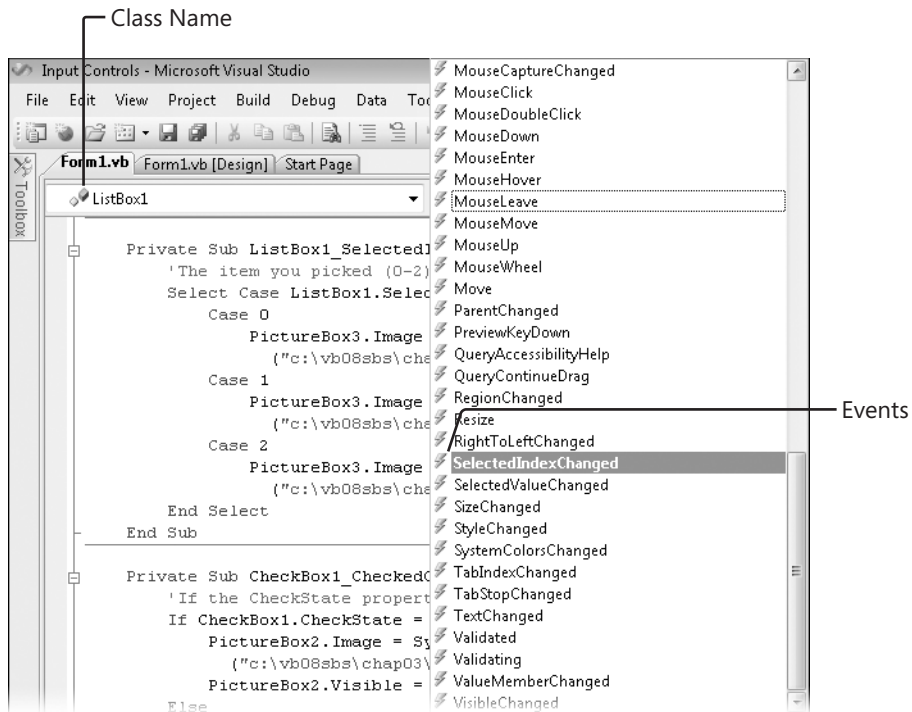 Class Name
Input Controls - Microsoft Visual Studio
File Edit View Project Build Debug Data
Form1.vb Form1.vb [Design] Start Page
Toolbox
ListBox1
Private Sub ListBox1_Selected
'The item you picked (0-2)
Select Case ListBox1.Selec
Case 0
PictureBox3.Image
("c:\vb08sbs\cha
Case 1
PictureBox3.Image
("c:\vb08sbs\cha
Case 2
PictureBox3.Image
("c:\vb08sbs\cha
End Select
End Sub
Private Sub CheckBox1_Checked
'If the CheckState propert
If CheckBox1.CheckState =
PictureBox2.Image = Sy
("c:\vb08sbs\chap03\
PictureBox2.Visible =
Else
MouseCaptureChanged
MouseClick
MouseDoubleClick
MouseDown
MouseEnter
MouseHover
MouseLeave
MouseMove
MouseUp
MouseWheel
Move
ParentChanged
PreviewKeyDown
QueryAccessibilityHelp
QueryContinueDrag
RegionChanged
Resize
RightToLeftChanged
SelectedIndexChanged
SelectedValueChanged
SizeChanged
StyleChanged
SystemColorsChanged
TabIndexChanged
TabStopChanged
TextChanged
Validated
Validating
ValueMemberChanged
VisibleChanged
Events